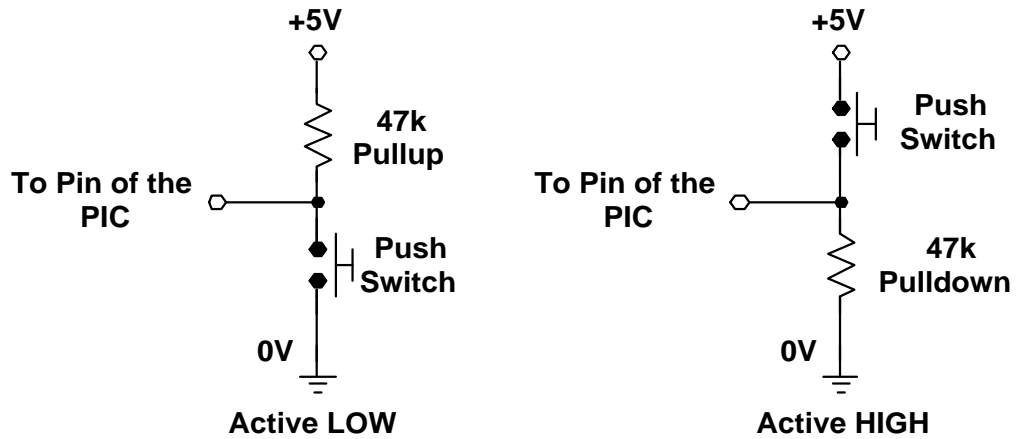 +5V
47k
Pullup
To Pin of the
PIC
Push
Switch
0V
Active LOW
+5V
Push
Switch
To Pin of the
PIC
47k
Pulldown
0V
Active HIGH